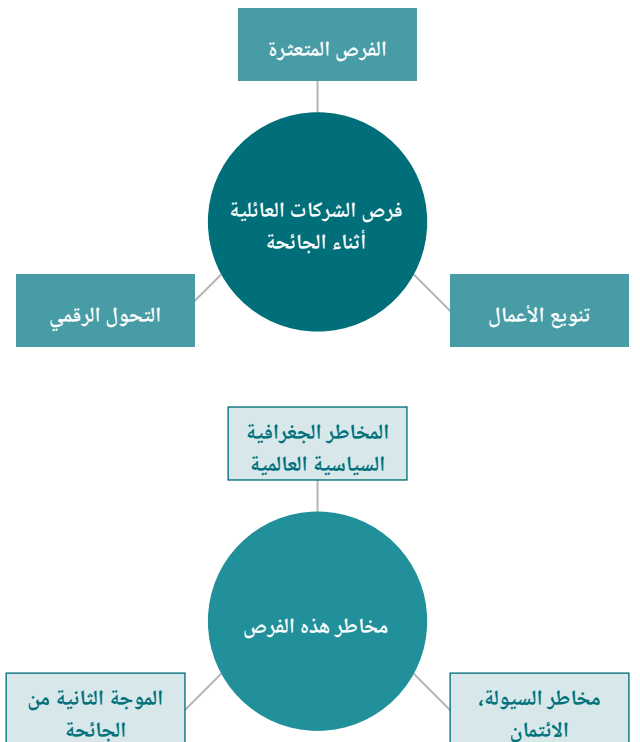 الفرص المتعثرة
فرص الشركات العائلية
أثناء الجائحة
تنويع الأعمال
التحول الرقمي
المخاطر الجغرافية
السياسية العالمية
مخاطر هذه الفرص
مخاطر السيولة،
الائتمان
الموجة الثانية من
الجائحة